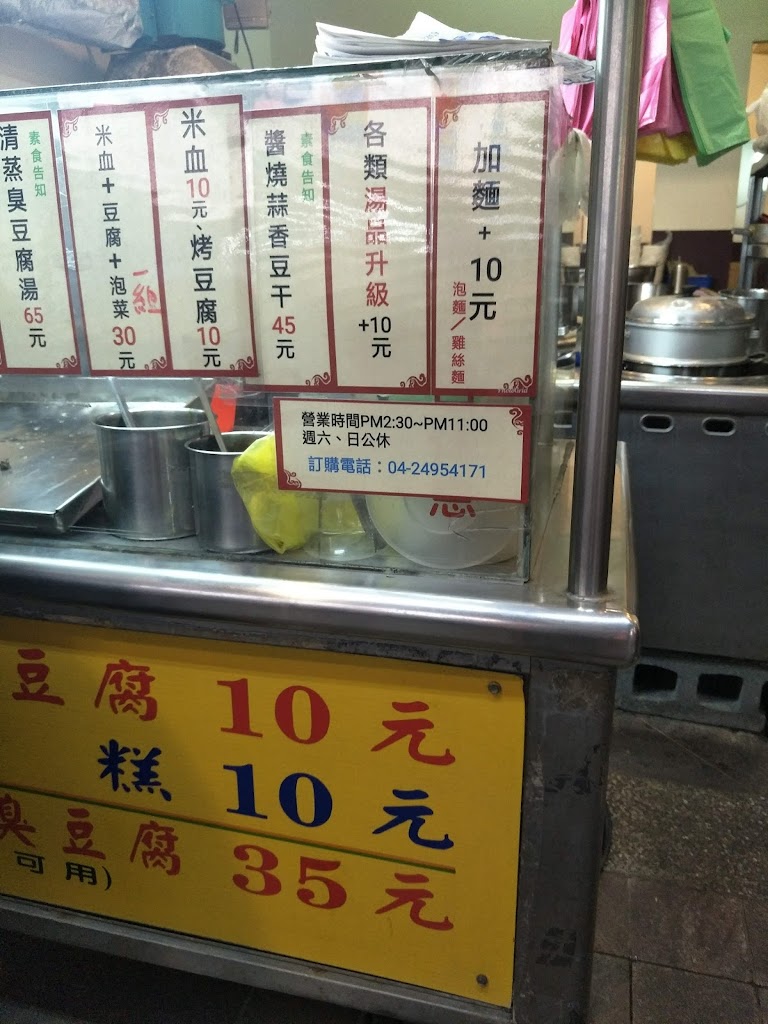 加麵+10元
泡麵/雞絲麵
各類湯品升級+10元
素食告知
醬燒蒜香豆干45元
米血10元、烤豆腐10元
米血+豆腐+泡菜30元
一組
素食告知
清蒸臭豆腐湯65元
營業時間PM2:30~PM11:00
週六、日公休
訂購電話：04-24954171
豆腐10元
糕10元
臭豆腐35元
可用)